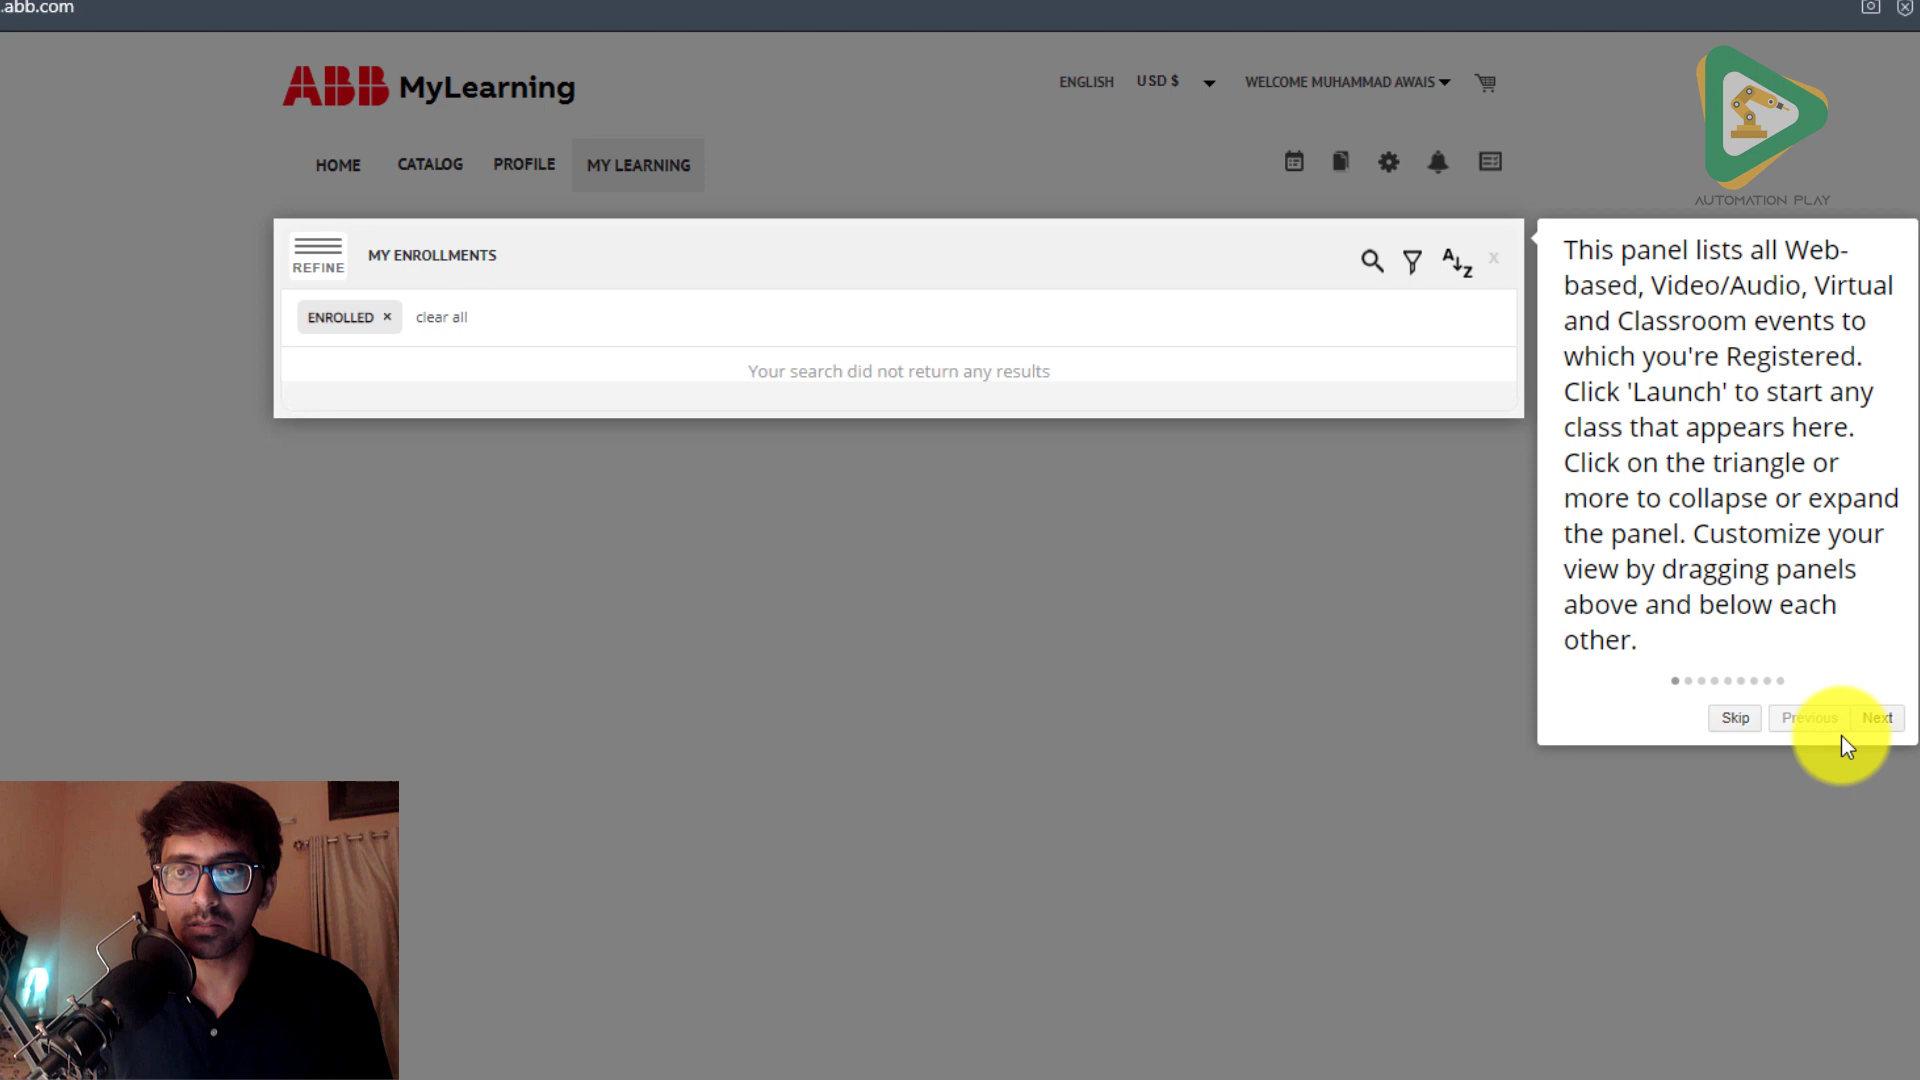 .abb.com
ABB MyLearning
ENGLISH USD $ WELCOME MUHAMMAD AWAIS
HOME CATALOG PROFILE MY LEARNING
AUTOMATION PLAY
REFINE
MY ENROLLMENTS
A Z
x
ENROLLED × clear all
Your search did not return any results
This panel lists all Web-
based, Video/Audio, Virtual
and Classroom events to
which you're Registered.
Click 'Launch' to start any
class that appears here.
Click on the triangle or
more to collapse or expand
the panel. Customize your
view by dragging panels
above and below each
other.
Skip Previous Next